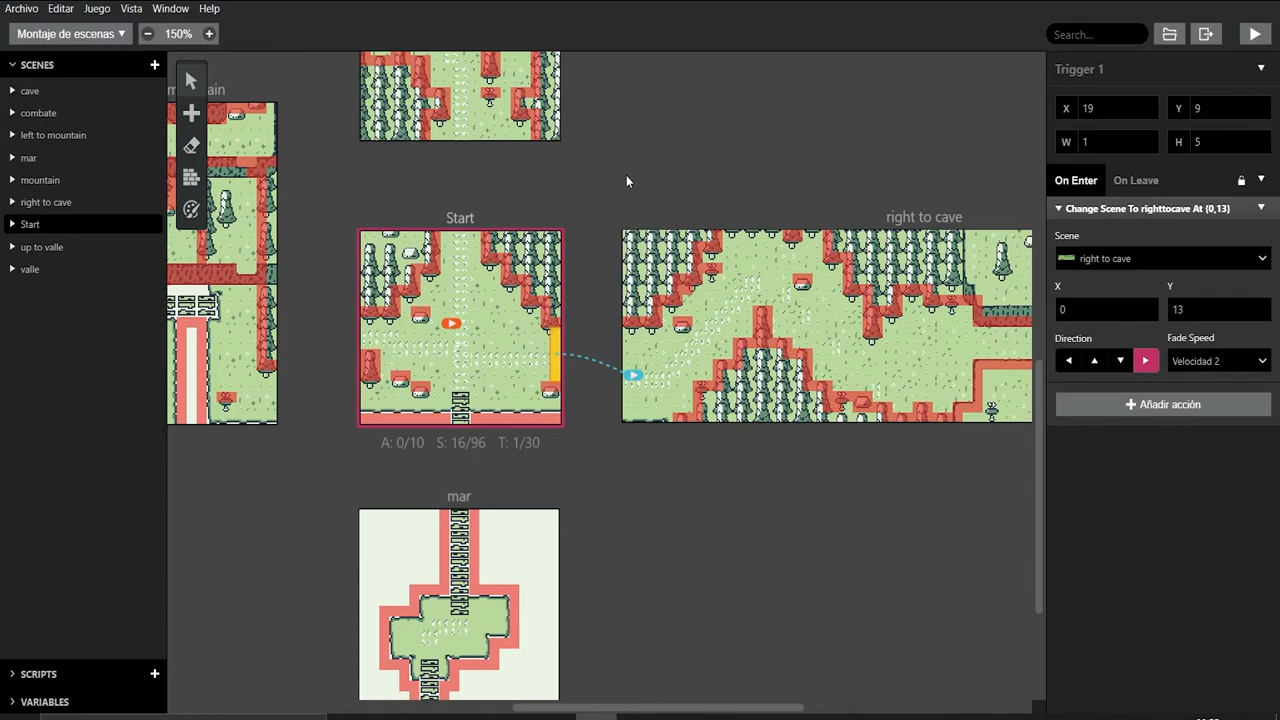 Archivo Editar Juego Vista Window Help
Montaje de escenas 150% Search...
SCENES
cave
combate
left to mountain
mar
mountain
right to cave
Start
up to valle
valle
SCRIPTS
VARIABLES
Start
right to cave
A: 0/10 S: 16/96 T: 1/30
mar
Trigger 1
X 19 Y 9
W 1 H 5
On Enter On Leave
Change Scene To righttocave At (0,13)
Scene
right to cave
X Y
0 13
Direction Fade Speed
Velocidad 2
Añadir acción